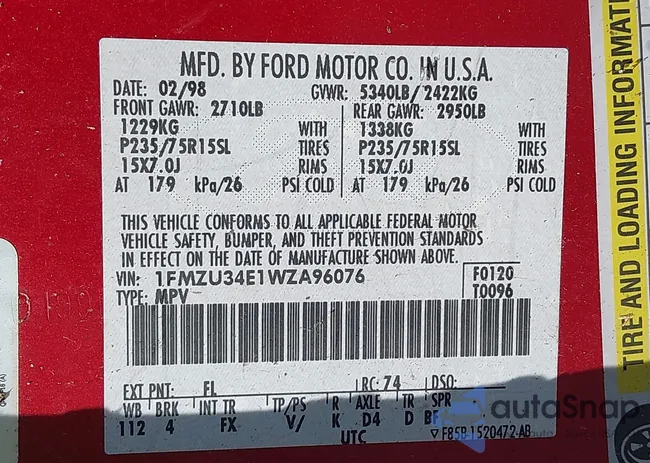 MFD. BY FORD MOTOR CO. IN U.S.A.
DATE: 02/98 GVWR: 5340LB/2422KG
FRONT GAWR: 2710LB REAR GAWR: 2950LB
1229KG WITH 1338KG WITH
P235/75R15SL TIRES P235/75R15SL TIRES
15X7.0J RIMS 15X7.0J RIMS
AT 179 kPa/26 PSI COLD AT 179 kPa/26 PSI COLD
THIS VEHICLE CONFORMS TO ALL APPLICABLE FEDERAL MOTOR
VEHICLE SAFETY, BUMPER, AND THEFT PREVENTION STANDARDS
IN EFFECT ON THE DATE OF MANUFACTURE SHOWN ABOVE.
VIN: 1FMZU34E1WZA96076 F0120
TYPE: MPV T0096
EXT PNT: FL RC: 74 DSO:
WB BRK INT TR TP/PS R AXLE TR SPR
112 4 FX V/ K D4 D BF
UTC F85B 1520472-AB
TIRE AND LOADING INFORMATI
autoSnap